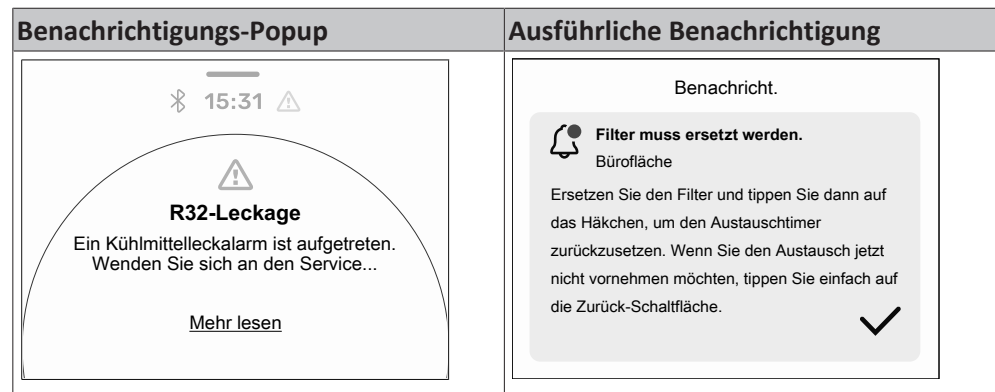 Benachrichtigungs-Popup
Ausführliche Benachrichtigung
15:31
R32-Leckage
Ein Kühlmittelleckalarm ist aufgetreten.
Wenden Sie sich an den Service...
Mehr lesen
Benachricht.
Filter muss ersetzt werden.
Bürofläche
Ersetzen Sie den Filter und tippen Sie dann auf
das Häkchen, um den Austauschtimer
zurückzusetzen. Wenn Sie den Austausch jetzt
nicht vornehmen möchten, tippen Sie einfach auf
die Zurück-Schaltfläche.